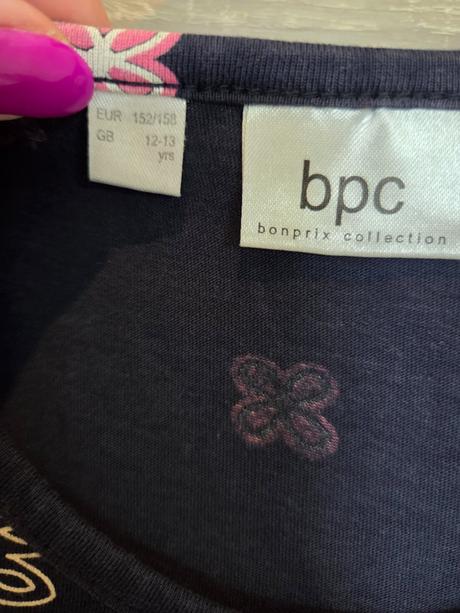 EUR 152/158
GB 12-13
yrs
bpc
bonprix collection